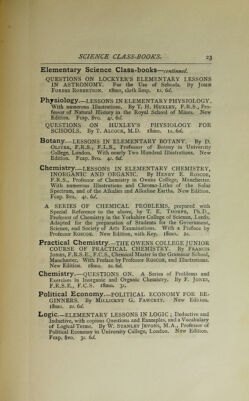 SCIENCE CLASS-BOOKS. 23
Elementary Science Class-books—continued.
QUESTIONS ON LOCKYER'S ELEMENTARY LESSONS
IN ASTRONOMY. For the Use of Schools. By JOHN
FORBES ROBERTSON. 18mo, cloth limp. 1s. 6d.
Physiology.—LESSONS IN ELEMENTARY PHYSIOLOGY.
With numerous Illustrations. By T. H. HUXLEY, F.R.S., Pro-
fessor of Natural History in the Royal School of Mines. New
Edition. Fcap. 8vo. 4s. 6d.
QUESTIONS ON HUXLEY'S PHYSIOLOGY FOR
SCHOOLS. By T. ALCOCK, M.D. 18mo. 1s. 6d.
Botany.—LESSONS IN ELEMENTARY BOTANY. By D.
OLIVER, F.R.S., F.L.S., Professor of Botany in University
College, London. With nearly Two Hundred Illustrations. New
Edition. Fcap. 8vo. 4s. 6d.
Chemistry.—LESSONS IN ELEMENTARY CHEMISTRY,
INORGANIC AND ORGANIC. By HENRY E. ROSCOE,
F.R.S., Professor of Chemistry in Owens College, Manchester.
With numerous Illustrations and Chromo-Litho of the Solar
Spectrum, and of the Alkalies and Alkaline Earths. New Edition.
Fcap. 8vo. 4s. 6d.
A SERIES OF CHEMICAL PROBLEMS, prepared with
Special Reference to the above, by T. E. THORPE, Ph.D.,
Professor of Chemistry in the Yorkshire College of Science, Leeds.
Adapted for the preparation of Students for the Government,
Science, and Society of Arts Examinations. With a Preface by
Professor ROSCOE. New Edition, with Key. 18mo. 2s.
Practical Chemistry.—THE OWENS COLLEGE JUNIOR
COURSE OF PRACTICAL CHEMISTRY. By FRANCIS
JONES, F.R.S.E., F.C.S., Chemical Master in the Grammar School,
Manchester. With Preface by Professor ROSCOE, and Illustrations.
New Edition. 18mo. 2s. 6d.
Chemistry.—QUESTIONS ON. A Series of Problems and
Exercises in Inorganic and Organic Chemistry. By F. JONES,
F.R.S.E., F.C.S. 18mo. 3s.
Political Economy.—POLITICAL ECONOMY FOR BE-
GINNERS. By MILLICENT G. FAWCETT. New Edition.
18mo. 2s. 6d.
Logic.—ELEMENTARY LESSONS IN LOGIC; Deductive and
Inductive, with copious Questions and Examples, and a Vocabulary
of Logical Terms. By W. STANLEY JEVONS, M.A., Professor of
Political Economy in University College, London. New Edition.
Fcap. 8vo. 3s. 6d.